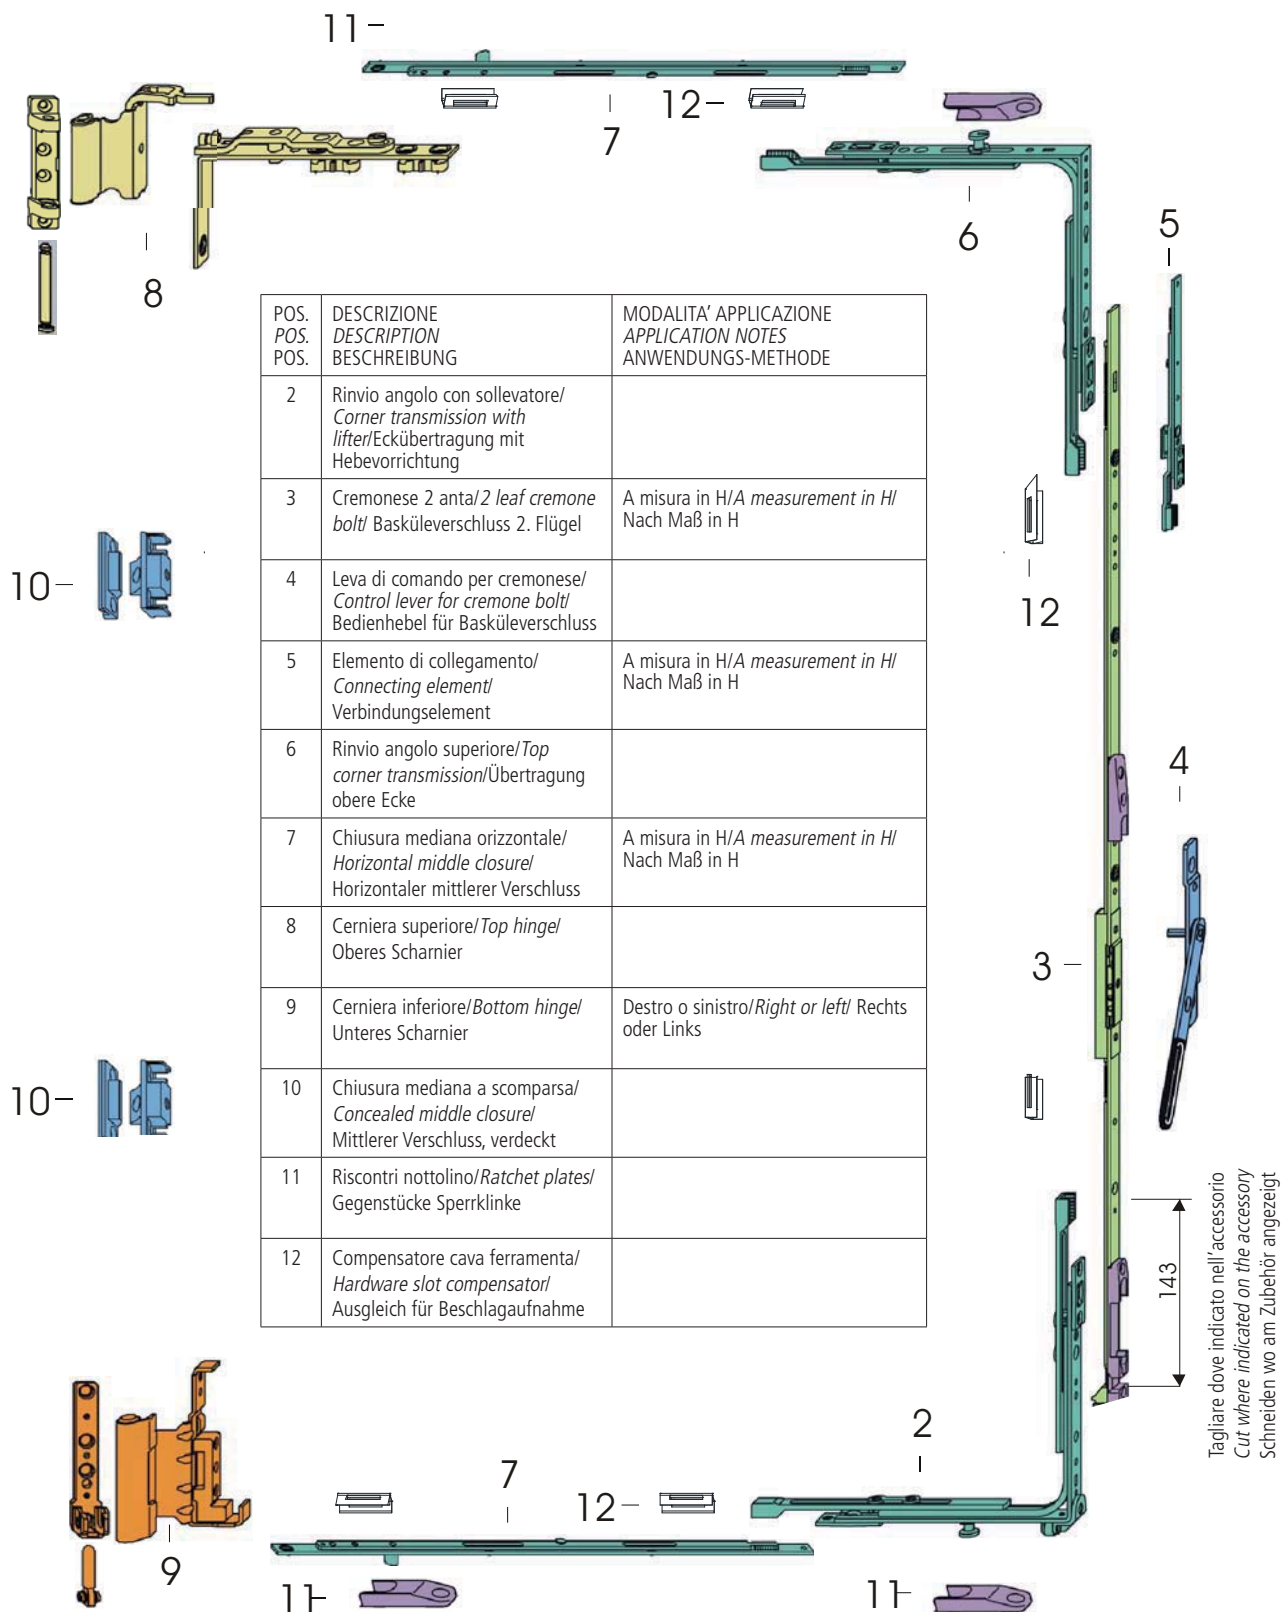 11
12
7
6
5
8
POS.
POS.
POS.
DESCRIZIONE
DESCRIPTION
BESCHREIBUNG
MODALITA’ APPLICAZIONE
APPLICATION NOTES
ANWENDUNGS-METHODE
2
Rinvio angolo con sollevatore/
Corner transmission with
lifter/Eckübertragung mit
Hebevorrichtung
3
Cremonese 2 anta/2 leaf cremone
bolt/ Basküleverschluss 2. Flügel
A misura in H/A measurement in H/
Nach Maß in H
4
Leva di comando per cremonese/
Control lever for cremone bolt/
Bedienhebel für Basküleverschluss
5
Elemento di collegamento/
Connecting element/
Verbindungselement
A misura in H/A measurement in H/
Nach Maß in H
6
Rinvio angolo superiore/Top
corner transmission/Übertragung
obere Ecke
7
Chiusura mediana orizzontale/
Horizontal middle closure/
Horizontaler mittlerer Verschluss
A misura in H/A measurement in H/
Nach Maß in H
8
Cerniera superiore/Top hinge/
Oberes Scharnier
9
Cerniera inferiore/Bottom hinge/
Unteres Scharnier
Destro o sinistro/Right or left/ Rechts
oder Links
10
Chiusura mediana a scomparsa/
Concealed middle closure/
Mittlerer Verschluss, verdeckt
11
Riscontri nottolino/Ratchet plates/
Gegenstücke Sperrklinke
12
Compensatore cava ferramenta/
Hardware slot compensator/
Ausgleich für Beschlagaufnahme
10
12
4
3
10
143
Tagliare dove indicato nell’accessorio
Cut where indicated on the accessory
Schneiden wo am Zubehör angezeigt
2
7
12
9
11
11